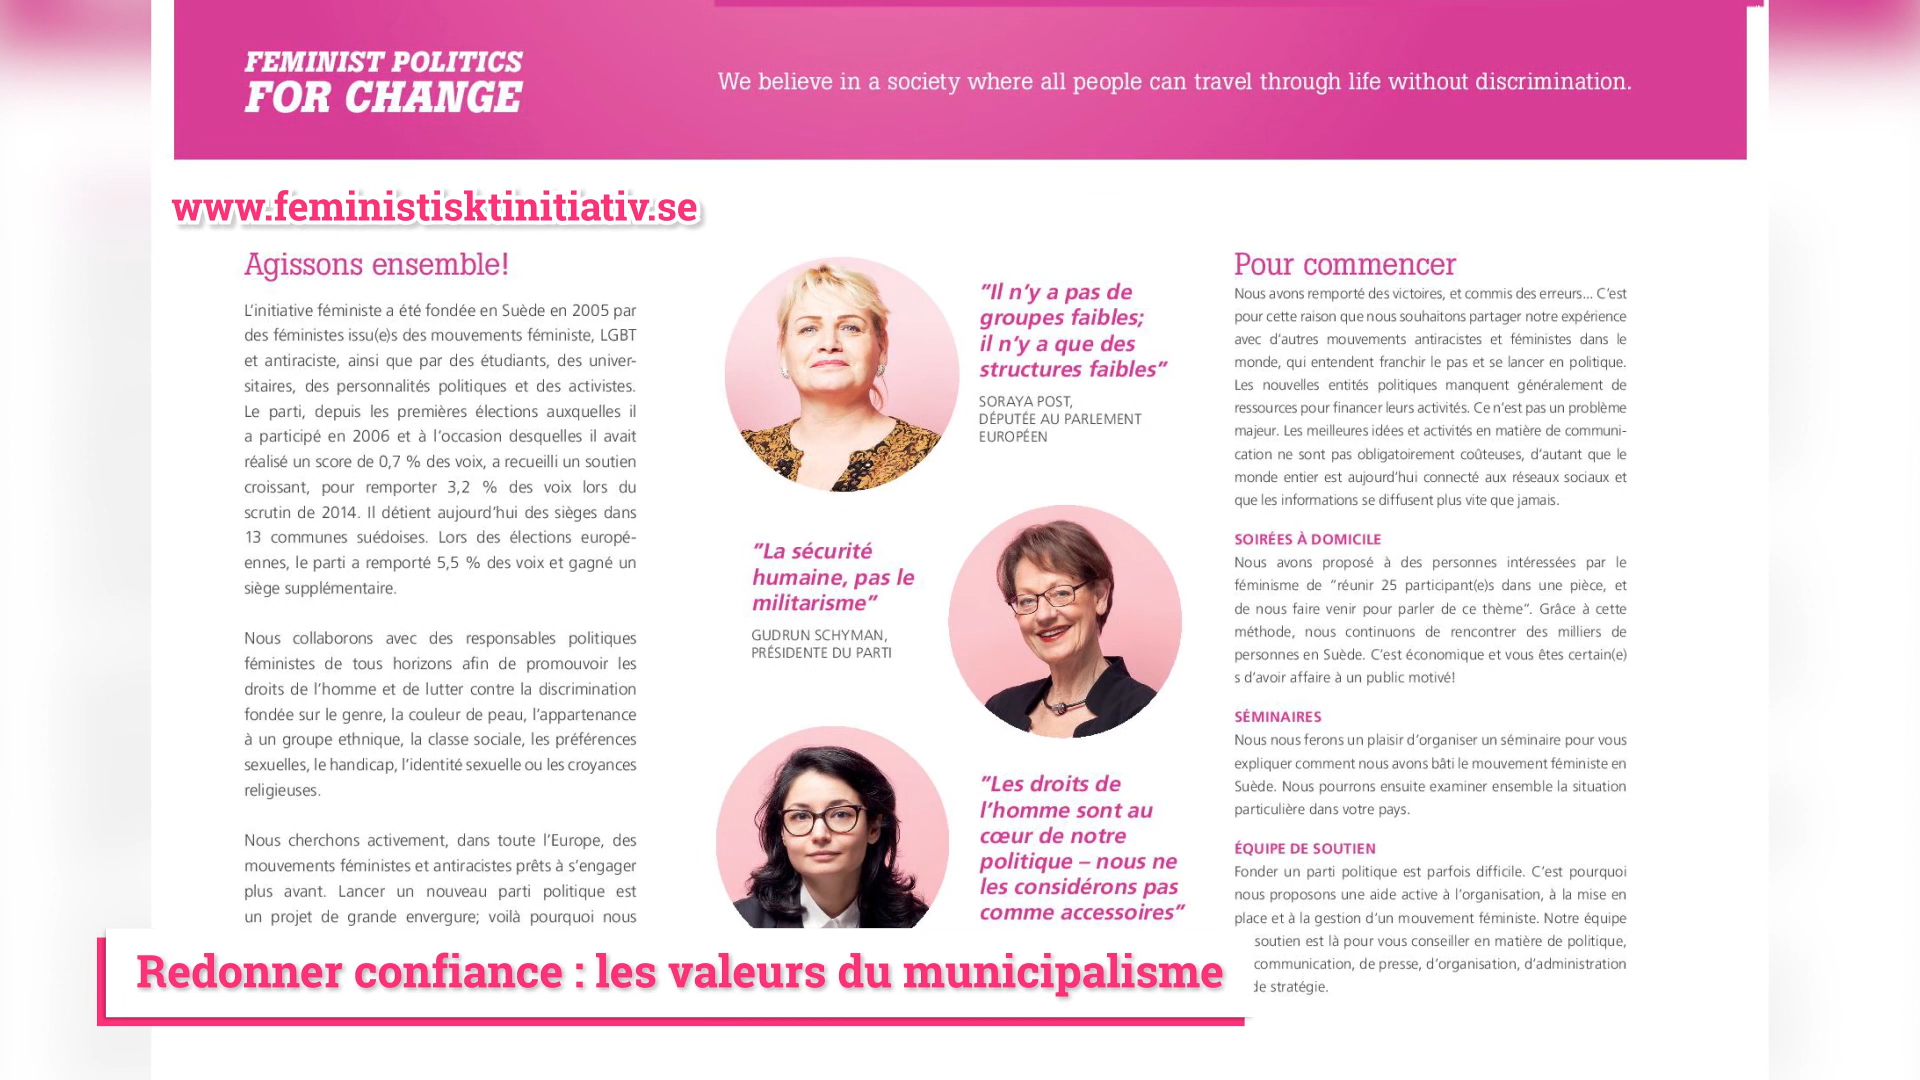 FEMINIST POLITICS
FOR CHANGE
We believe in a society where all people can travel through life without discrimination.
www.feministisktinitiativ.se
Agissons ensemble!
L’initiative féministe a été fondée en Suède en 2005 par
des féministes issu(e)s des mouvements féministe, LGBT
et antiraciste, ainsi que par des étudiants, des univer-
sitaires, des personnalités politiques et des activistes.
Le parti, depuis les premières élections auxquelles il
a participé en 2006 et à l’occasion desquelles il avait
réalisé un score de 0,7 % des voix, a recueilli un soutien
croissant, pour remporter 3,2 % des voix lors du
scrutin de 2014. Il détient aujourd’hui des sièges dans
13 communes suédoises. Lors des élections europé-
ennes, le parti a remporté 5,5 % des voix et gagné un
siège supplémentaire.
Nous collaborons avec des responsables politiques
féministes de tous horizons afin de promouvoir les
droits de l’homme et de lutter contre la discrimination
fondée sur le genre, la couleur de peau, l’appartenance
à un groupe ethnique, la classe sociale, les préférences
sexuelles, le handicap, l’identité sexuelle ou les croyances
religieuses.
Nous cherchons activement, dans toute l’Europe, des
mouvements féministes et antiracistes prêts à s’engager
plus avant. Lancer un nouveau parti politique est
un projet de grande envergure; voilà pourquoi nous
”Il n’y a pas de
groupes faibles;
il n’y a que des
structures faibles”
SORAYA POST,
DÉPUTÉE AU PARLEMENT
EUROPÉEN
”La sécurité
humaine, pas le
militarisme”
GUDRUN SCHYMAN,
PRÉSIDENTE DU PARTI
”Les droits de
l’homme sont au
cœur de notre
politique – nous ne
les considérons pas
comme accessoires”
Pour commencer
Nous avons remporté des victoires, et commis des erreurs... C’est
pour cette raison que nous souhaitons partager notre expérience
avec d’autres mouvements antiracistes et féministes dans le
monde, qui entendent franchir le pas et se lancer en politique.
Les nouvelles entités politiques manquent généralement de
ressources pour financer leurs activités. Ce n’est pas un problème
majeur. Les meilleures idées et activités en matière de communi-
cation ne sont pas obligatoirement coûteuses, d’autant que le
monde entier est aujourd’hui connecté aux réseaux sociaux et
que les informations se diffusent plus vite que jamais.
SOIRÉES À DOMICILE
Nous avons proposé à des personnes intéressées par le
féminisme de “réunir 25 participant(e)s dans une pièce, et
de nous faire venir pour parler de ce thème”. Grâce à cette
méthode, nous continuons de rencontrer des milliers de
personnes en Suède. C’est économique et vous êtes certain(e)
s d’avoir affaire à un public motivé!
SÉMINAIRES
Nous nous ferons un plaisir d’organiser un séminaire pour vous
expliquer comment nous avons bâti le mouvement féministe en
Suède. Nous pourrons ensuite examiner ensemble la situation
particulière dans votre pays.
ÉQUIPE DE SOUTIEN
Fonder un parti politique est parfois difficile. C’est pourquoi
nous proposons une aide active à l’organisation, à la mise en
place et à la gestion d’un mouvement féministe. Notre équipe
soutien est là pour vous conseiller en matière de politique,
communication, de presse, d’organisation, d’administration
de stratégie.
Redonner confiance : les valeurs du municipalisme